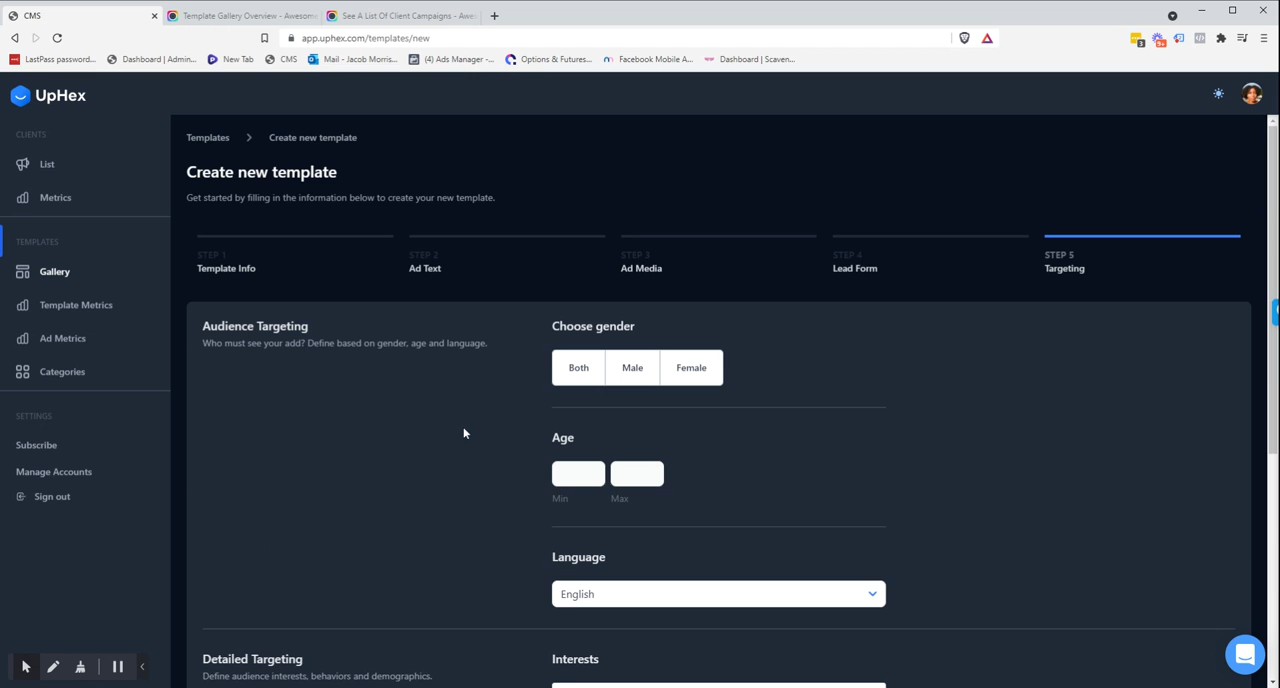 CMS
Template Gallery Overview - Awesom
See A List Of Client Campaigns - Awes
app.uphex.com/templates/new
3
9+
LastPass password...
Dashboard | Admin...
New Tab
CMS
Mail - Jacob Morris...
(4) Ads Manager -...
Options & Futures...
Facebook Mobile A...
Dashboard | Scaven...
UpHex
CLIENTS
List
Metrics
TEMPLATES
Gallery
Template Metrics
Ad Metrics
Categories
SETTINGS
Subscribe
Manage Accounts
Sign out
Templates > Create new template
Create new template
Get started by filling in the information below to create your new template.
STEP 1
Template Info
STEP 2
Ad Text
STEP 3
Ad Media
STEP 4
Lead Form
STEP 5
Targeting
Audience Targeting
Who must see your add? Define based on gender, age and language.
Choose gender
Both Male Female
Age
Min Max
Language
English
Detailed Targeting
Define audience interests, behaviors and demographics.
Interests